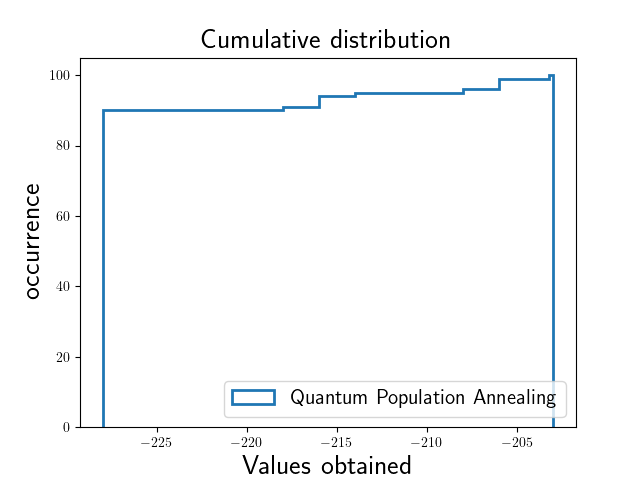 Cumulative distribution
100
80
60
40
20
0
occurrence
−225 −220 −215 −210 −205
Values obtained
Quantum Population Annealing